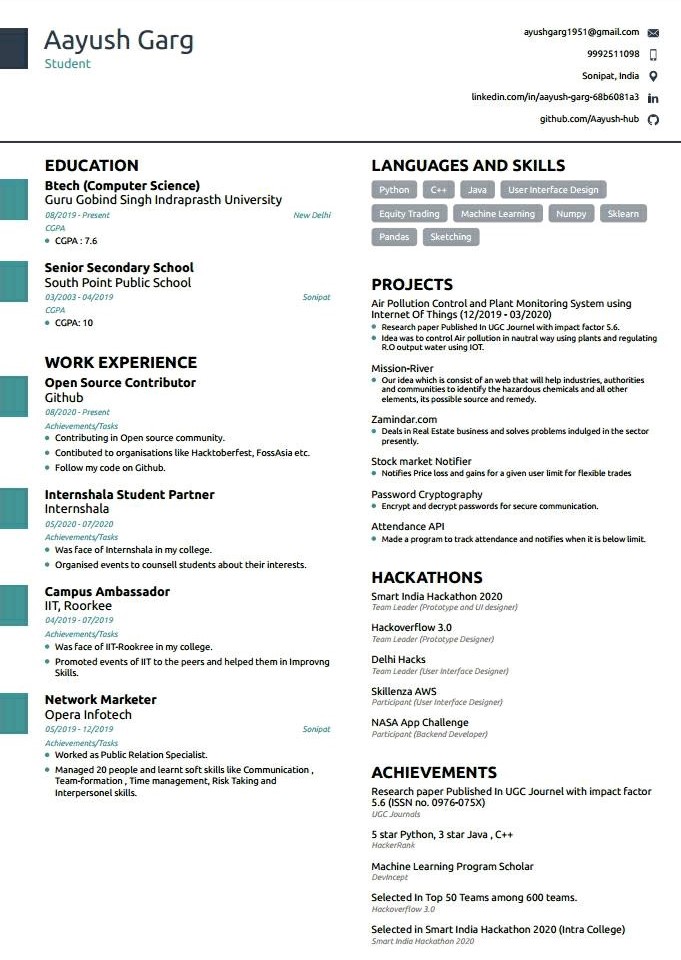 Aayush Garg
Student
ayushgarg1951@gmail.com
9992511098
Sonipat, India
linkedin.com/in/aayush-garg-68b6081a3
github.com/Aayush-hub
EDUCATION
Btech (Computer Science)
Guru Gobind Singh Indraprasth University
08/2019 - Present New Delhi
CGPA
CGPA : 7.6
Senior Secondary School
South Point Public School
03/2003 - 04/2019 Sonipat
CGPA
CGPA: 10
WORK EXPERIENCE
Open Source Contributor
Github
08/2020 - Present
Achievements/Tasks
Contributing in Open source community.
Contibuted to organisations like Hacktoberfest, FossAsia etc.
Follow my code on Github.
Internshala Student Partner
Internshala
05/2020 - 07/2020
Achievements/Tasks
Was face of Internshala in my college.
Organised events to counsell students about their interests.
Campus Ambassador
IIT, Roorkee
04/2019 - 07/2019
Achievements/Tasks
Was face of IIT-Rookree in my college.
Promoted events of IIT to the peers and helped them in Improvng
Skills.
Network Marketer
Opera Infotech
05/2019 - 12/2019 Sonipat
Achievements/Tasks
Worked as Public Relation Specialist.
Managed 20 people and learnt soft skills like Communication ,
Team-formation , Time management, Risk Taking and
Interpersonel skills.
LANGUAGES AND SKILLS
Python C++ Java User Interface Design
Equity Trading Machine Learning Numpy Sklearn
Pandas Sketching
PROJECTS
Air Pollution Control and Plant Monitoring System using
Internet Of Things (12/2019 - 03/2020)
Research paper Published In UGC Journel with impact factor 5.6.
Idea was to control Air pollution in nautral way using plants and regulating
R.O output water using IOT.
Mission-River
Our idea which is consist of an web that will help industries, authorities
and communities to identify the hazardous chemicals and all other
elements, its possible source and remedy.
Zamindar.com
Deals in Real Estate business and solves problems indulged in the sector
presently.
Stock market Notifier
Notifies Price loss and gains for a given user limit for flexible trades
Password Cryptography
Encrypt and decrypt passwords for secure communication.
Attendance API
Made a program to track attendance and notifies when it is below limit.
HACKATHONS
Smart India Hackathon 2020
Team Leader (Prototype and UI designer)
Hackoverflow 3.0
Team Leader (Prototype Designer)
Delhi Hacks
Team Leader (User Interface Designer)
Skillenza AWS
Participant (User Interface Designer)
NASA App Challenge
Participant (Backend Developer)
ACHIEVEMENTS
Research paper Published In UGC Journel with impact factor
5.6 (ISSN no. 0976-075X)
UGC Journals
5 star Python, 3 star Java , C++
HackerRank
Machine Learning Program Scholar
DevIncept
Selected In Top 50 Teams among 600 teams.
Hackoverflow 3.0
Selected in Smart India Hackathon 2020 (Intra College)
Smart India Hackathon 2020